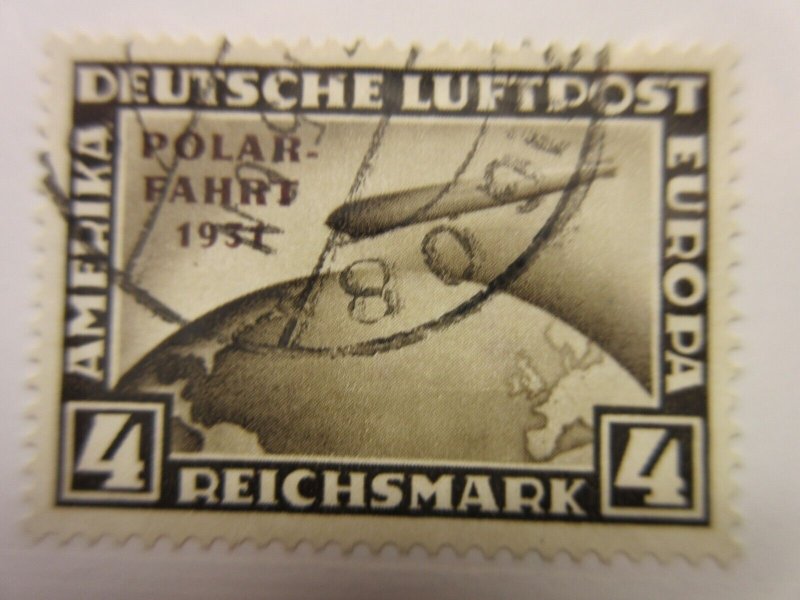 DEUTSCHE LUFTPOST
AMERIKA
POLAR-
FAHRT
1931
EUROPA
4
REICHSMARK
4